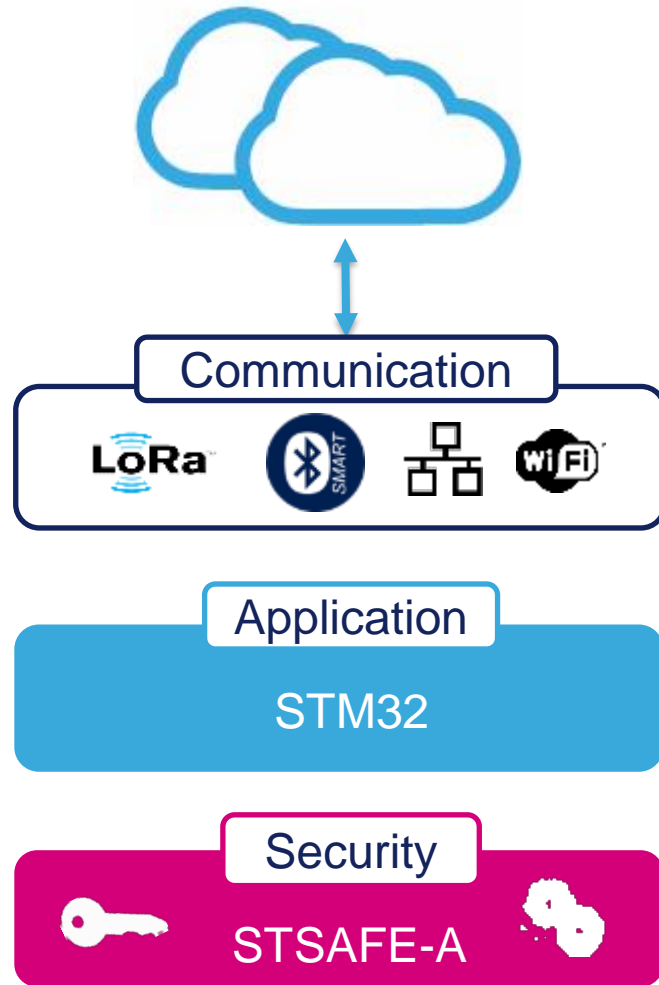 Communication
LoRa SMART Wi Fi
Application
STM32
Security
STSAFE-A